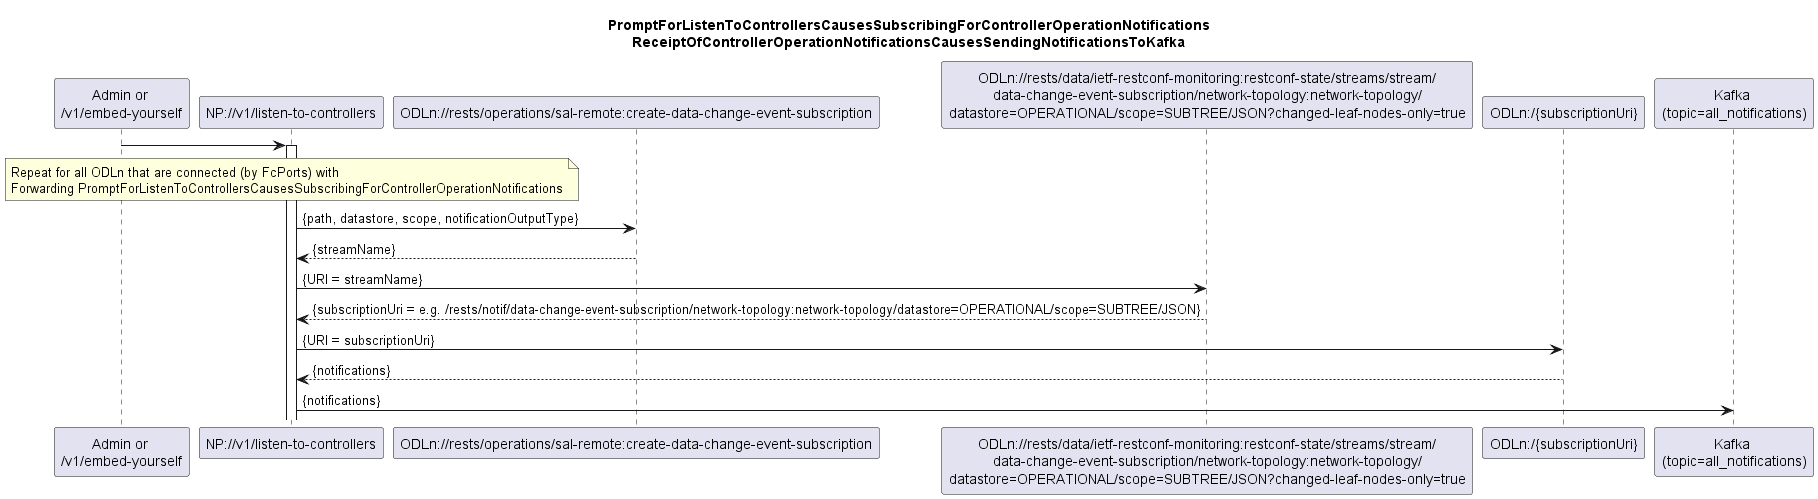 PromptForListenToControllersCausesSubscribingForControllerOperationNotifications
ReceiptOfControllerOperationNotificationsCausesSendingNotificationsToKafka
Admin or
/v1/embed-yourself
NP://v1/listen-to-controllers
ODLn://rests/operations/sal-remote:create-data-change-event-subscription
ODLn://rests/data/ietf-restconf-monitoring:restconf-state/streams/stream/
data-change-event-subscription/network-topology:network-topology/
datastore=OPERATIONAL/scope=SUBTREE/JSON?changed-leaf-nodes-only=true
ODLn:/{subscriptionUri}
Kafka
(topic=all_notifications)
Repeat for all ODLn that are connected (by FcPorts) with
Forwarding PromptForListenToControllersCausesSubscribingForControllerOperationNotifications
{path, datastore, scope, notificationOutputType}
{streamName}
{URI = streamName}
{subscriptionUri = e.g. /rests/notif/data-change-event-subscription/network-topology:network-topology/datastore=OPERATIONAL/scope=SUBTREE/JSON}
{URI = subscriptionUri}
{notifications}
{notifications}
Admin or
/v1/embed-yourself
NP://v1/listen-to-controllers
ODLn://rests/operations/sal-remote:create-data-change-event-subscription
ODLn://rests/data/ietf-restconf-monitoring:restconf-state/streams/stream/
data-change-event-subscription/network-topology:network-topology/
datastore=OPERATIONAL/scope=SUBTREE/JSON?changed-leaf-nodes-only=true
ODLn:/{subscriptionUri}
Kafka
(topic=all_notifications)